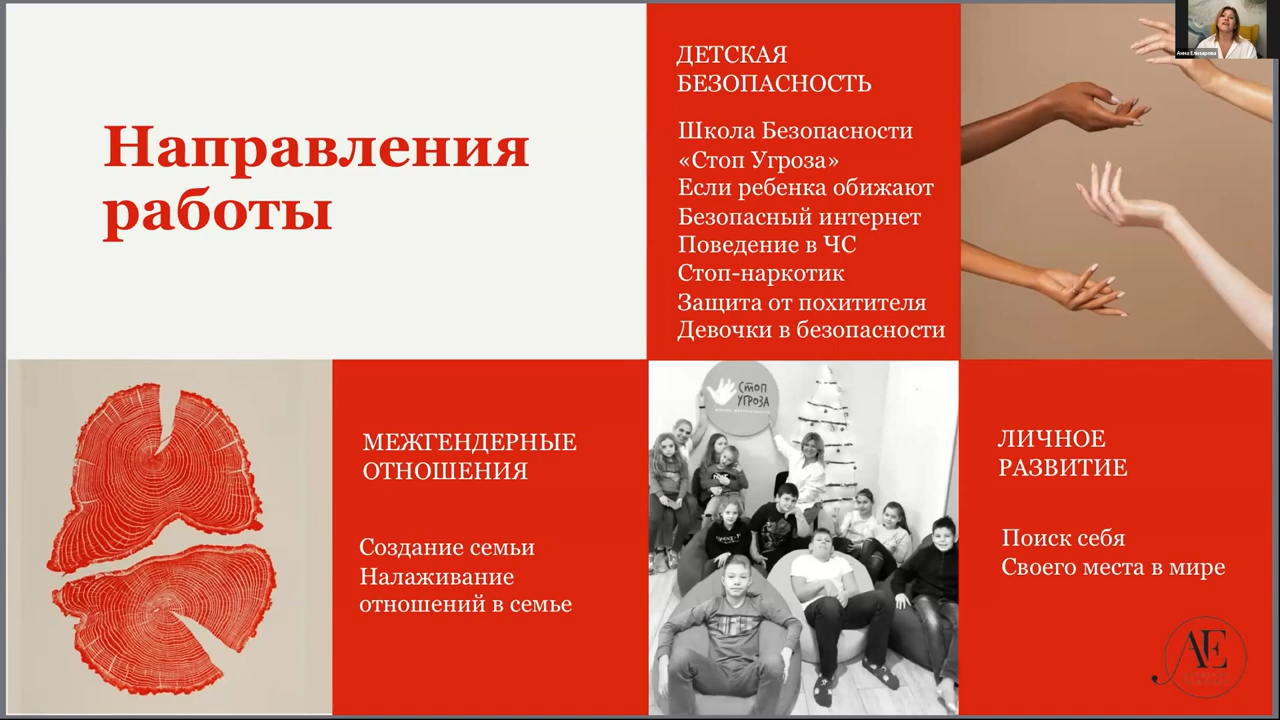 Направления
работы
ДЕТСКАЯ
БЕЗОПАСНОСТЬ
Школа Безопасности
«Стоп Угроза»
Если ребенка обижают
Безопасный интернет
Поведение в ЧС
Стоп-наркотик
Защита от похитителя
Девочки в безопасности
Анна Елизарова
МЕЖГЕНДЕРНЫЕ
ОТНОШЕНИЯ
Создание семьи
Налаживание
отношений в семье
СТОП
УГРОЗА
ЛИЧНОЕ
РАЗВИТИЕ
Поиск себя
Своего места в мире
AE